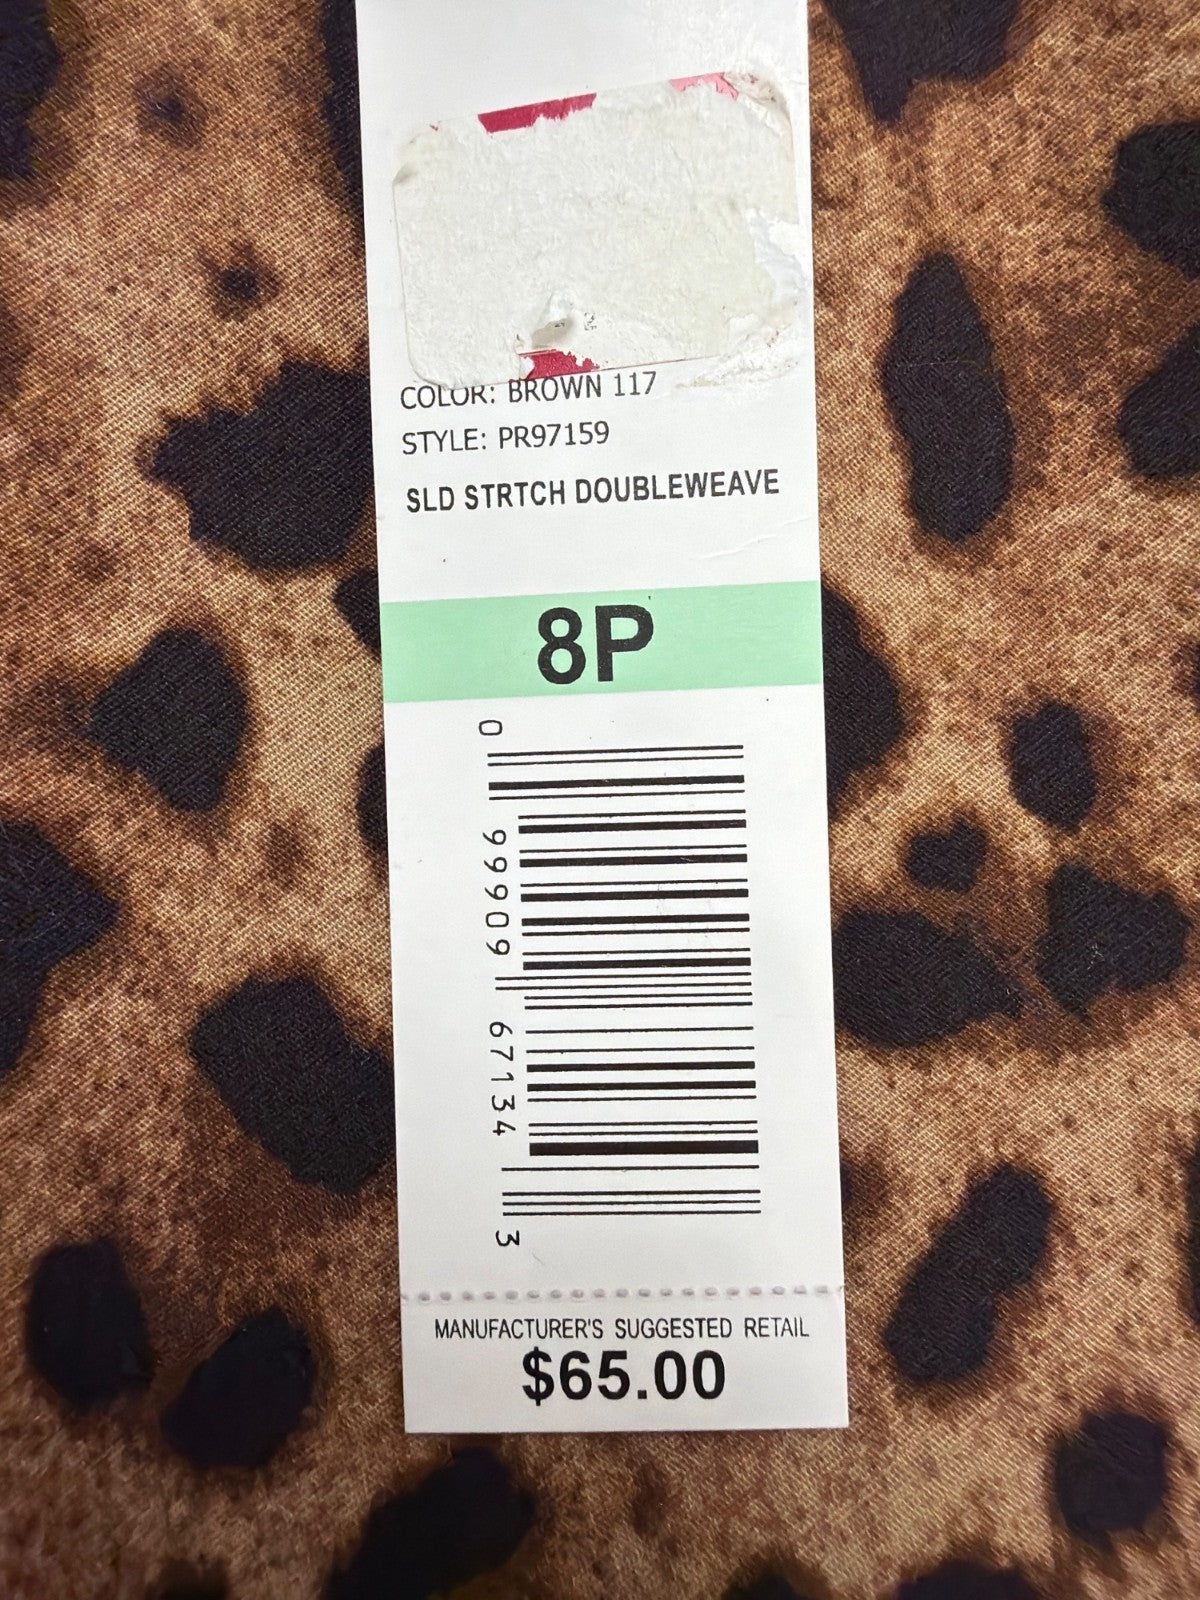 COLOR: BROWN 117
STYLE: PR97159
SLD STRTCH DOUBLEWEAVE
8P
0 99909 67134 3
MANUFACTURER'S SUGGESTED RETAIL
$65.00